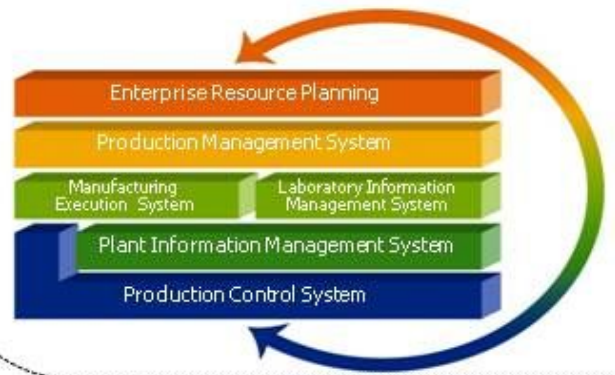 Enterprise Resource Planning
Production Management System
Manufacturing
Execution System
Laboratory Information
Management System
Plant Information Management System
Production Control System